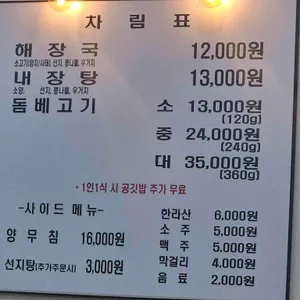 차림표
해장국 12,000원
소고기(양지/사태), 선지, 콩나물, 우거지
내장탕 13,000원
소양, 선지, 콩나물, 우거지
돔베고기 소 13,000원
(120g)
중 24,000원
(240g)
대 35,000원
(360g)
• 1인1식 시 공깃밥 추가 무료
-사이드 메뉴-
양무침 16,000원
선지탕(추가주문시) 3,000원
한라산 6,000원
소주 5,000원
맥주 5,000원
막걸리 4,000원
음료 2,000원